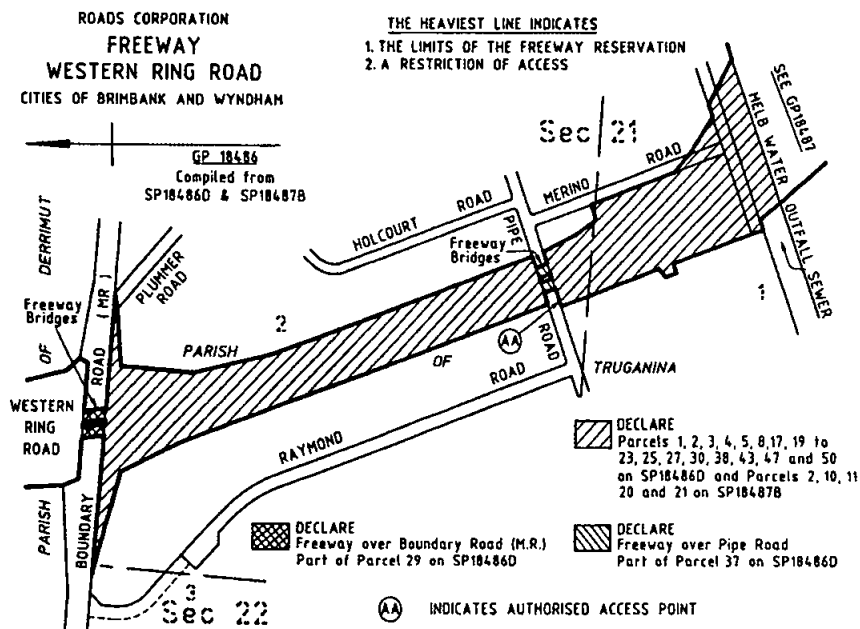 ROADS CORPORATION
FREEWAY
WESTERN RING ROAD
CITIES OF BRIMBANK AND WYNDHAM
GP 18486
Compiled from
SP18486D & SP18487B
THE HEAVIEST LINE INDICATES
1. THE LIMITS OF THE FREEWAY RESERVATION
2. A RESTRICTION OF ACCESS
SEE GP18487
MELB WATER OUTFALL SEWER
Sec 21
MERINO ROAD
HOLCOURT ROAD
PIPE ROAD
Freeway
Bridges
PARISH OF DERRIMUT
PLUMMER
ROAD
Freeway
Bridges
BOUNDARY ROAD (MR)
2
1
PARISH OF TRUGANINA
AA
WESTERN
RING
ROAD
RAYMOND ROAD
3
Sec 22
DECLARE
Parcels 1, 2, 3, 4, 5, 8,17, 19 to
23, 25, 27, 30, 38, 43, 47 and 50
on SP18486D and Parcels 2, 10, 11
20 and 21 on SP18487B
DECLARE
Freeway over Boundary Road (M.R.)
Part of Parcel 29 on SP18486D
DECLARE
Freeway over Pipe Road
Part of Parcel 37 on SP18486D
AA INDICATES AUTHORISED ACCESS POINT